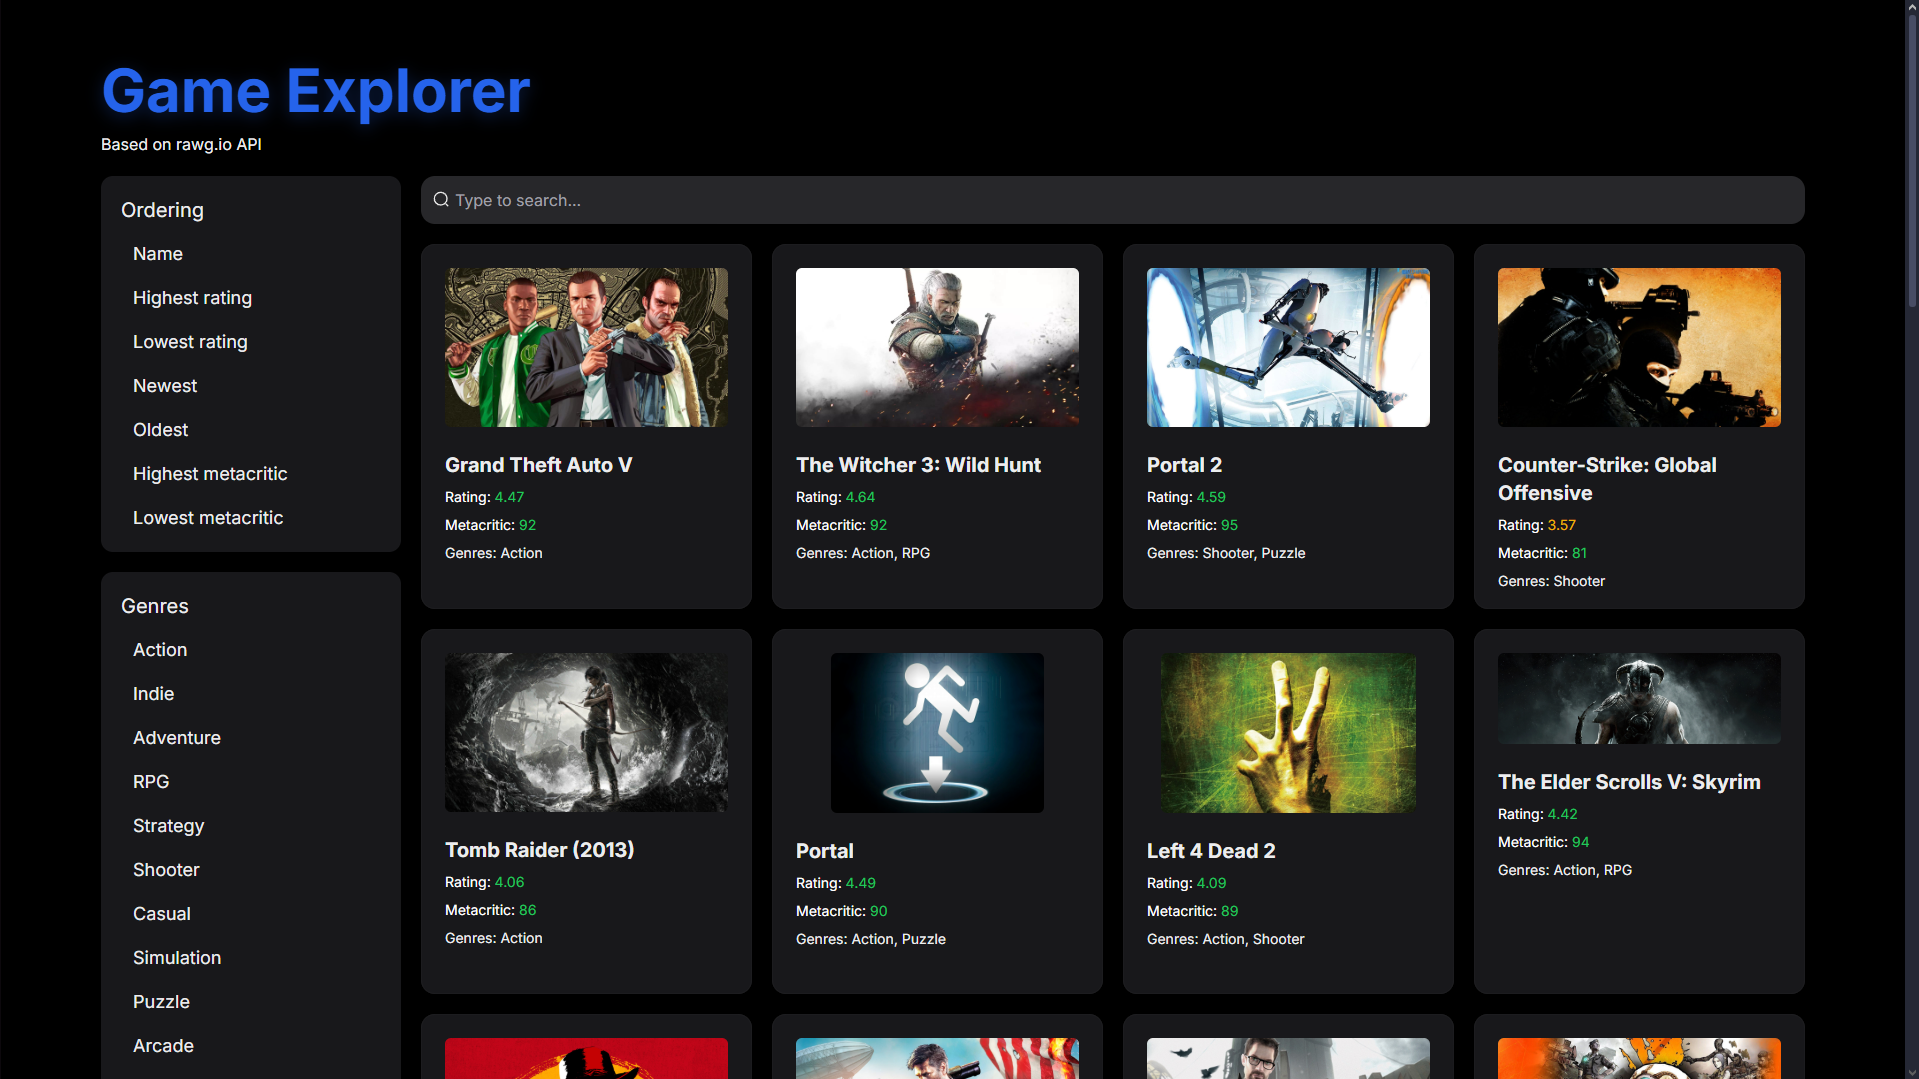 Game Explorer
Based on rawg.io API
Ordering
Name
Highest rating
Lowest rating
Newest
Oldest
Highest metacritic
Lowest metacritic
Genres
Action
Indie
Adventure
RPG
Strategy
Shooter
Casual
Simulation
Puzzle
Arcade
Type to search...
Grand Theft Auto V
Rating: 4.47
Metacritic: 92
Genres: Action
The Witcher 3: Wild Hunt
Rating: 4.64
Metacritic: 92
Genres: Action, RPG
Portal 2
Rating: 4.59
Metacritic: 95
Genres: Shooter, Puzzle
Counter-Strike: Global
Offensive
Rating: 3.57
Metacritic: 81
Genres: Shooter
Tomb Raider (2013)
Rating: 4.06
Metacritic: 86
Genres: Action
Portal
Rating: 4.49
Metacritic: 90
Genres: Action, Puzzle
Left 4 Dead 2
Rating: 4.09
Metacritic: 89
Genres: Action, Shooter
The Elder Scrolls V: Skyrim
Rating: 4.42
Metacritic: 94
Genres: Action, RPG